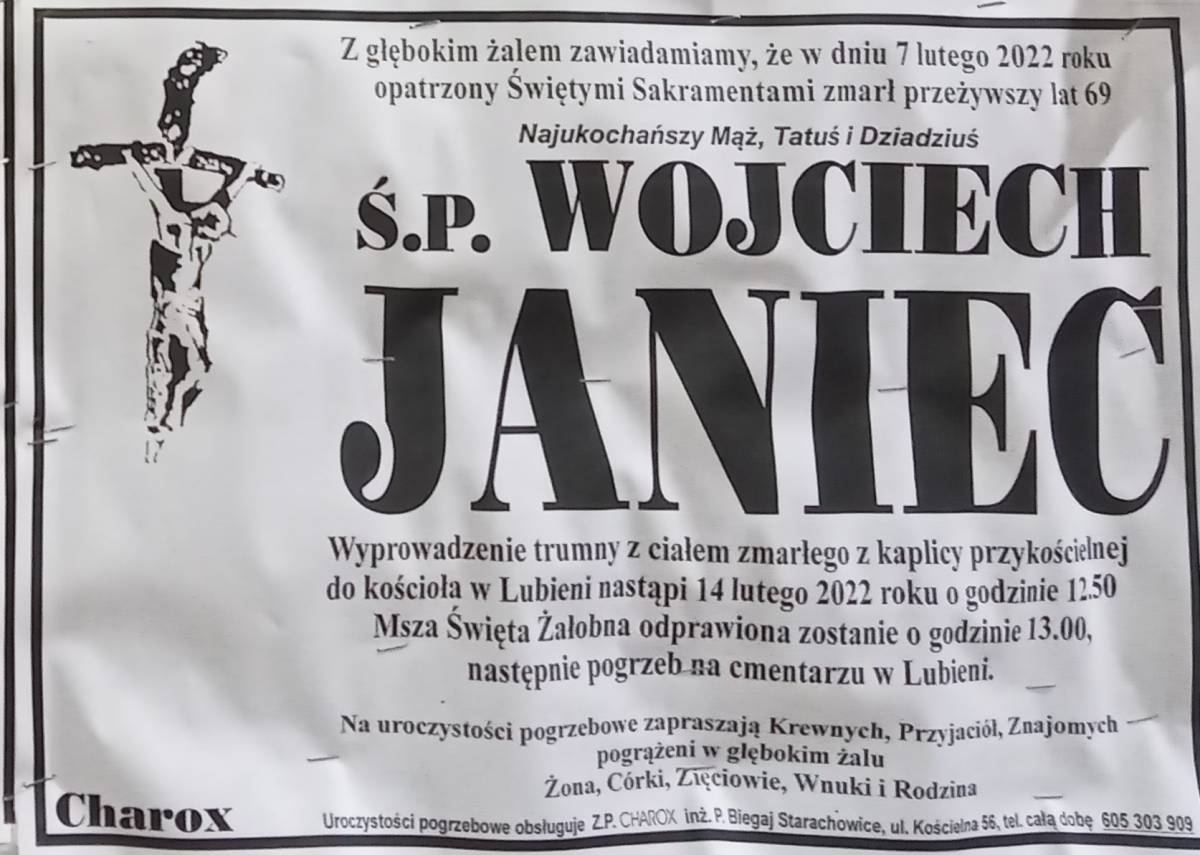 Z głębokim żalem zawiadamiamy, że w dniu 7 lutego 2022 roku
opatrzony Świętymi Sakramentami zmarł przeżywszy lat 69
Najukochańszy Mąż, Tatuś i Dziadziuś
Ś.P. WOJCIECH
JANIEC
Wyprowadzenie trumny z ciałem zmarłego z kaplicy przykościelnej
do kościoła w Lubieni nastąpi 14 lutego 2022 roku o godzinie 12.50
Msza Święta Żałobna odprawiona zostanie o godzinie 13.00,
następnie pogrzeb na cmentarzu w Lubieni.
Na uroczystości pogrzebowe zapraszają Krewnych, Przyjaciół, Znajomych
pogrążeni w głębokim żalu
Żona, Córki, Zięciowie, Wnuki i Rodzina
Charox
Uroczystości pogrzebowe obsługuje Z.P. CHAROX inż. P. Biegaj Starachowice, ul. Kościelna 56, tel. całą dobę 605 303 909